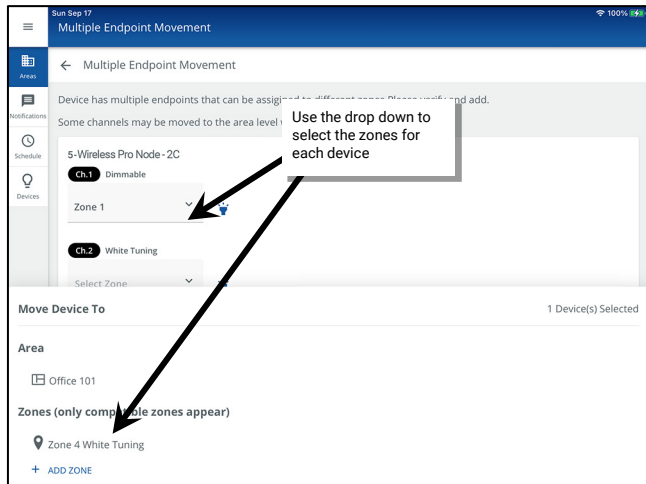 Sun Sep 17
100%
Multiple Endpoint Movement
Areas
Multiple Endpoint Movement
Notifications
Device has multiple endpoints that can be assigned to different zones. Please verify and add.
Some channels may be moved to the area level
Use the drop down to
select the zones for
each device
Schedule
5-Wireless Pro Node - 2C
Ch.1 Dimmable
Devices
Zone 1
Ch.2 White Tuning
Select Zone
Move Device To
1 Device(s) Selected
Area
Office 101
Zones (only compatible zones appear)
Zone 4 White Tuning
+ ADD ZONE